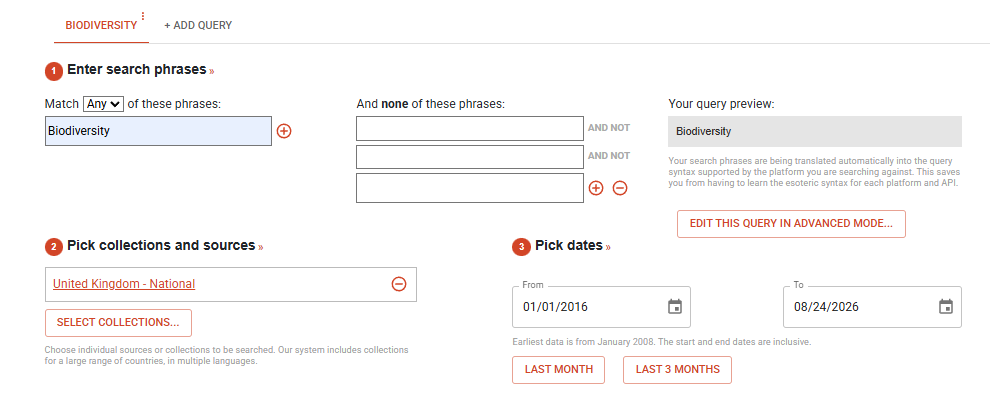 BIODIVERSITY
+ ADD QUERY
1 Enter search phrases »
Match Any of these phrases:
Biodiversity
And none of these phrases:
AND NOT
AND NOT
Your query preview:
Biodiversity
Your search phrases are being translated automatically into the query
syntax supported by the platform you are searching against. This saves
you from having to learn the esoteric syntax for each platform and API.
EDIT THIS QUERY IN ADVANCED MODE...
2 Pick collections and sources »
United Kingdom - National
SELECT COLLECTIONS...
Choose individual sources or collections to be searched. Our system includes collections
for a large range of countries, in multiple languages.
3 Pick dates »
From
01/01/2016
To
08/24/2026
Earliest data is from January 2008. The start and end dates are inclusive.
LAST MONTH
LAST 3 MONTHS